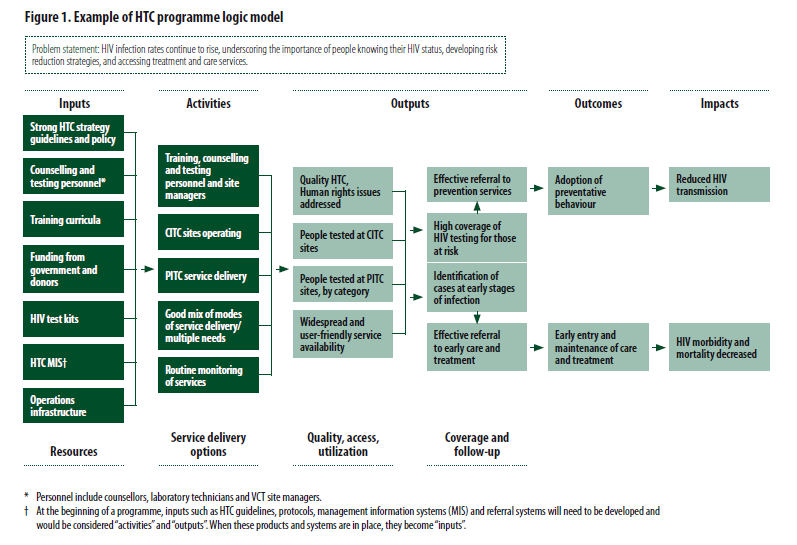 Figure 1. Example of HTC programme logic model
Problem statement: HIV infection rates continue to rise, underscoring the importance of people knowing their HIV status, developing risk
reduction strategies, and accessing treatment and care services.
Inputs
Activities
Outputs
Outcomes
Impacts
Strong HTC strategy
guidelines and policy
Counselling and
testing personnel*
Training curricula
Funding from
government and
donors
HIV test kits
HTC MIS†
Operations
infrastructure
Training, counselling
and testing
personnel and site
managers
CITC sites operating
PITC service delivery
Good mix of modes
of service delivery/
multiple needs
Routine monitoring
of services
Quality HTC,
Human rights issues
addressed
People tested at CITC
sites
People tested at PITC
sites, by category
Widespread and
user-friendly service
availability
Effective referral to
prevention services
High coverage of
HIV testing for those
at risk
Identification of
cases at early stages
of infection
Effective referral
to early care and
treatment
Adoption of
preventative
behaviour
Early entry and
maintenance of care
and treatment
Reduced HIV
transmission
HIV morbidity and
mortality decreased
Resources
Service delivery
options
Quality, access,
utilization
Coverage and
follow-up
* Personnel include counsellors, laboratory technicians and VCT site managers.
† At the beginning of a programme, inputs such as HTC guidelines, protocols, management information systems (MIS) and referral systems will need to be developed and
would be considered “activities” and “outputs”. When these products and systems are in place, they become “inputs”.